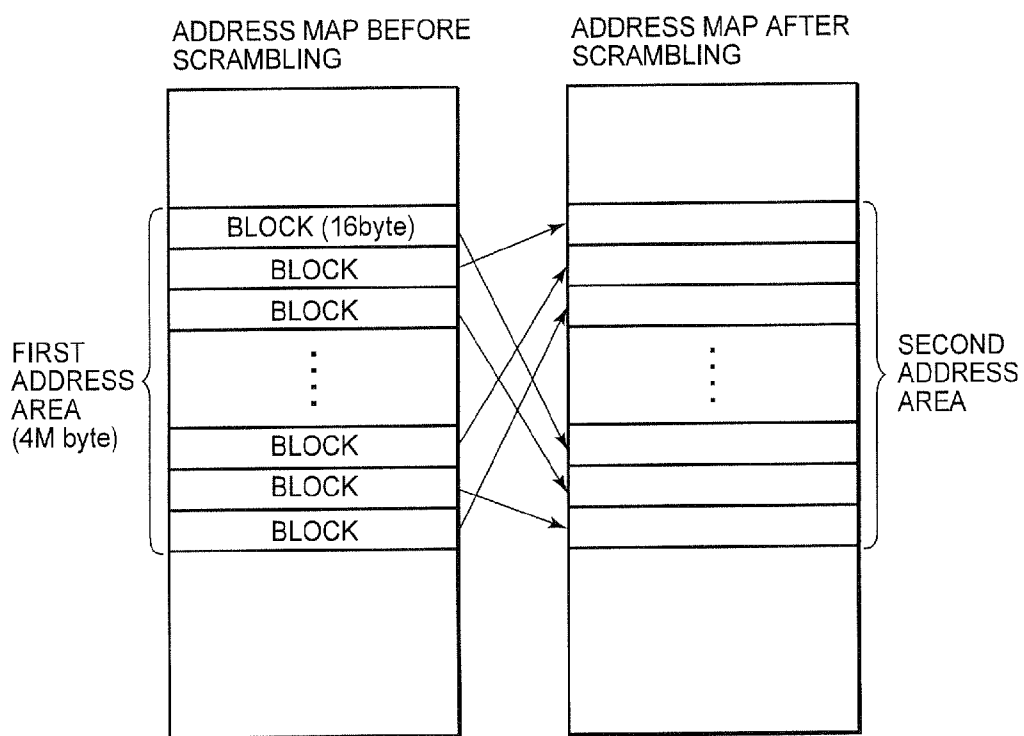 ADDRESS MAP BEFORE
SCRAMBLING
ADDRESS MAP AFTER
SCRAMBLING
BLOCK (16byte)
BLOCK
BLOCK
FIRST
ADDRESS
AREA
(4M byte)
SECOND
ADDRESS
AREA
BLOCK
BLOCK
BLOCK